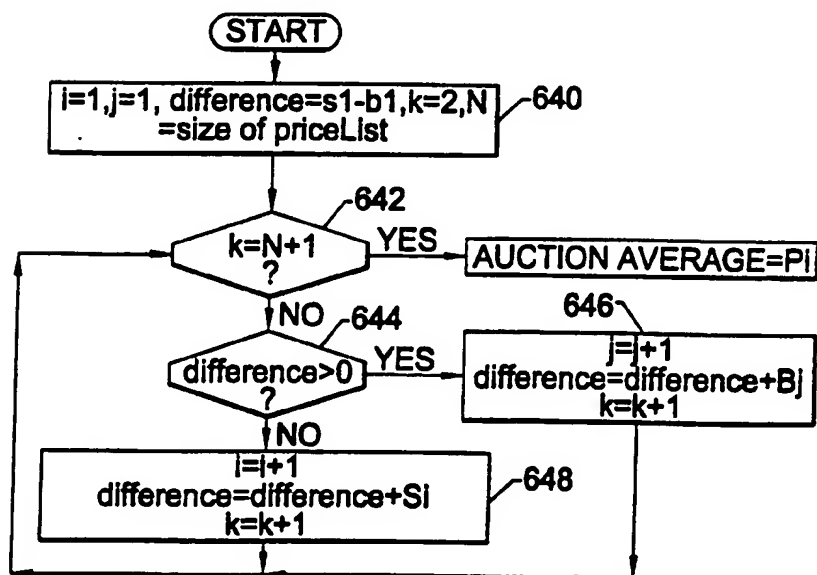 START
i=1,j=1, difference=s1-b1,k=2,N
=size of priceList
640
642
k=N+1
?
YES
AUCTION AVERAGE=Pi
NO
644
646
difference>0
?
YES
j=j+1
difference=difference+Bj
k=k+1
NO
i=i+1
difference=difference+Si
k=k+1
648